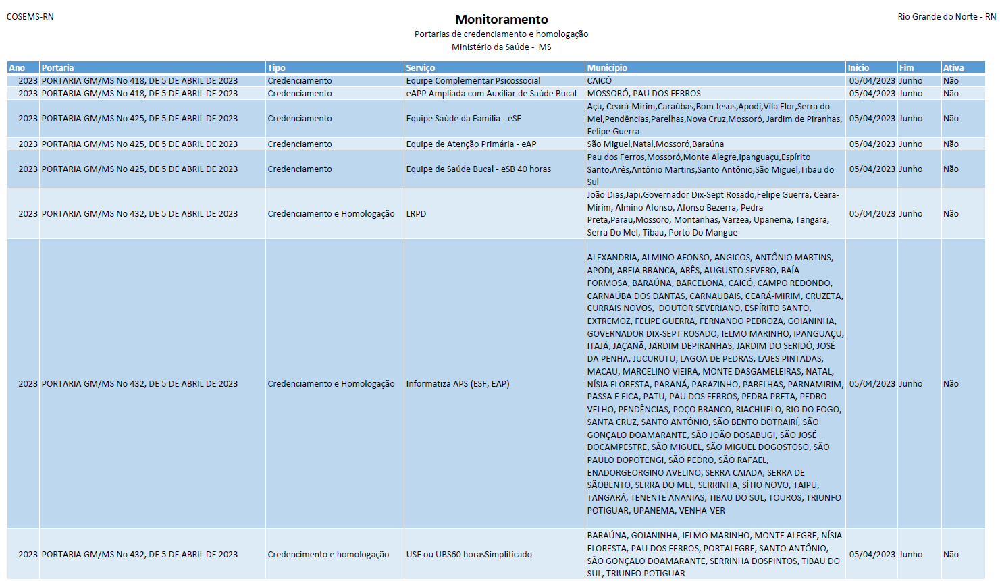 COSEMS-RN
Monitoramento
Rio Grande do Norte - RN
Portarias de credenciamento e homologação
Ministério da Saúde -  MS
Ano Portaria Tipo Serviço Município Início Fim Ativa
2023 PORTARIA GM/MS No 418, DE 5 DE ABRIL DE 2023 Credenciamento Equipe Complementar Psicossocial CAICÓ 05/04/2023 Junho Não
2023 PORTARIA GM/MS No 418, DE 5 DE ABRIL DE 2023 Credenciamento eAPP Ampliada com Auxiliar de Saúde Bucal MOSSORÓ, PAU DOS FERROS 05/04/2023 Junho Não
2023 PORTARIA GM/MS No 425, DE 5 DE ABRIL DE 2023 Credenciamento Equipe Saúde da Família - eSF
Açu, Ceará-Mirim,Caraúbas,Bom Jesus,Apodi,Vila Flor,Serra do
Mel,Pendências,Parelhas,Nova Cruz,Mossoró, Jardim de Piranhas,
Felipe Guerra
05/04/2023 Junho Não
2023 PORTARIA GM/MS No 425, DE 5 DE ABRIL DE 2023 Credenciamento Equipe de Atenção Primária - eAP São Miguel,Natal,Mossoró,Baraúna 05/04/2023 Junho Não
2023 PORTARIA GM/MS No 425, DE 5 DE ABRIL DE 2023 Credenciamento Equipe de Saúde Bucal - eSB 40 horas
Pau dos Ferros,Mossoró,Monte Alegre,Ipanguaçu,Espírito
Santo,Arês,Antônio Martins,Santo Antônio,São Miguel,Tibau do
Sul
05/04/2023 Junho Não
2023 PORTARIA GM/MS No 432, DE 5 DE ABRIL DE 2023 Credenciamento e Homologação LRPD
João Dias,Japi,Governador Dix-Sept Rosado,Felipe Guerra, Ceara-
Mirim, Almino Afonso, Afonso Bezerra, Pedra
Preta,Parau,Mossoro, Montanhas, Varzea, Upanema, Tangara,
Serra Do Mel, Tibau, Porto Do Mangue
05/04/2023 Junho Não
2023 PORTARIA GM/MS No 432, DE 5 DE ABRIL DE 2023 Credenciamento e Homologação Informatiza APS (ESF, EAP)
ALEXANDRIA, ALMINO AFONSO, ANGICOS, ANTÔNIO MARTINS,
APODI, AREIA BRANCA, ARÊS, AUGUSTO SEVERO, BAÍA
FORMOSA, BARAÚNA, BARCELONA, CAICÓ, CAMPO REDONDO,
CARNAÚBA DOS DANTAS, CARNAUBAIS, CEARÁ-MIRIM, CRUZETA,
CURRAIS NOVOS,  DOUTOR SEVERIANO, ESPÍRITO SANTO,
EXTREMOZ, FELIPE GUERRA, FERNANDO PEDROZA, GOIANINHA,
GOVERNADOR DIX-SEPT ROSADO, IELMO MARINHO, IPANGUAÇU,
ITAJÁ, JAÇANÃ, JARDIM DEPIRANHAS, JARDIM DO SERIDÓ, JOSÉ
DA PENHA, JUCURUTU, LAGOA DE PEDRAS, LAJES PINTADAS,
MACAU, MARCELINO VIEIRA, MONTE DASGAMELEIRAS, NATAL,
NÍSIA FLORESTA, PARANÁ, PARAZINHO, PARELHAS, PARNAMIRIM,
PASSA E FICA, PATU, PAU DOS FERROS, PEDRA PRETA, PEDRO
VELHO, PENDÊNCIAS, POÇO BRANCO, RIACHUELO, RIO DO FOGO,
SANTA CRUZ, SANTO ANTÔNIO, SÃO BENTO DOTRAIRÍ, SÃO
GONÇALO DOAMARANTE, SÃO JOÃO DOSABUGI, SÃO JOSÉ
DOCAMPESTRE, SÃO MIGUEL, SÃO MIGUEL DOGOSTOSO, SÃO
PAULO DOPOTENGI, SÃO PEDRO, SÃO RAFAEL,
ENADORGEORGINO AVELINO, SERRA CAIADA, SERRA DE
SÃOBENTO, SERRA DO MEL, SERRINHA, SÍTIO NOVO, TAIPU,
TANGARÁ, TENENTE ANANIAS, TIBAU DO SUL, TOUROS, TRIUNFO
POTIGUAR, UPANEMA, VENHA-VER
05/04/2023 Junho Não
2023 PORTARIA GM/MS No 432, DE 5 DE ABRIL DE 2023 Credencimento e homologação USF ou UBS60 horasSimplificado
BARAÚNA, GOIANINHA, IELMO MARINHO, MONTE ALEGRE, NÍSIA
FLORESTA, PAU DOS FERROS, PORTALEGRE, SANTO ANTÔNIO,
SÃO GONÇALO DOAMARANTE, SERRINHA DOSPINTOS, TIBAU DO
SUL, TRIUNFO POTIGUAR
05/04/2023 Junho Não